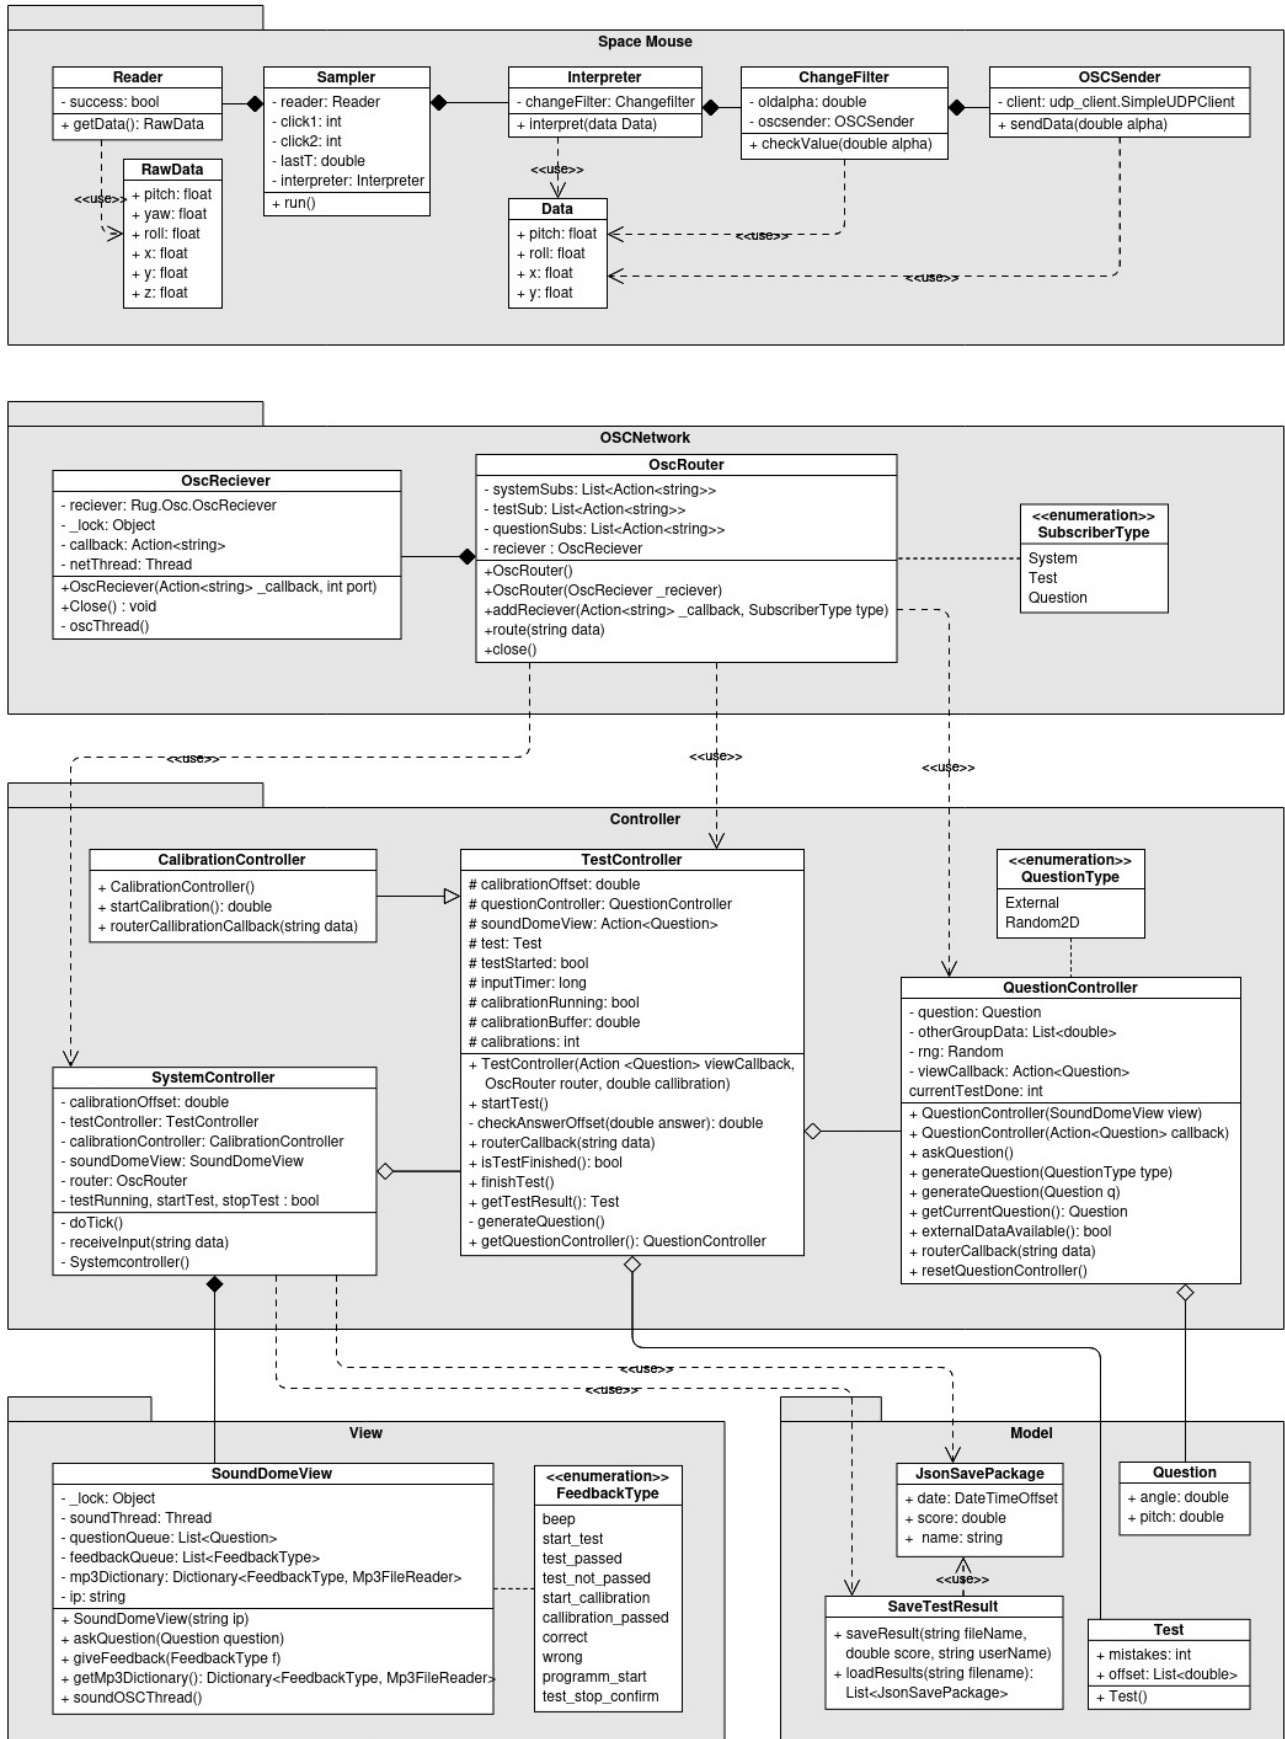 Space Mouse
Reader
- success: bool
+ getData(): RawData
Sampler
- reader: Reader
- click1: int
- click2: int
- lastT: double
- interpreter: Interpreter
+ run()
Interpreter
- changeFilter: Changefilter
+ interpret(data Data)
ChangeFilter
- oldalpha: double
- oscsender: OSCSender
+ checkValue(double alpha)
OSCSender
- client: udp_client.SimpleUDPClient
+ sendData(double alpha)
<<use>>
RawData
+ pitch: float
+ yaw: float
+ roll: float
+ x: float
+ y: float
+ z: float
<<use>>
Data
+ pitch: float
+ roll: float
+ x: float
+ y: float
<<use>>
<<use>>
OSCNetwork
OscReciever
- reciever: Rug.Osc.OscReciever
- _lock: Object
- callback: Action<string>
- netThread: Thread
+OscReciever(Action<string> _callback, int port)
+Close() : void
- oscThread()
OscRouter
- systemSubs: List<Action<string>>
- testSub: List<Action<string>>
- questionSubs: List<Action<string>>
- reciever : OscReciever
+OscRouter()
+OscRouter(OscReciever _reciever)
+addReciever(Action<string> _callback, SubscriberType type)
+route(string data)
+close()
<<enumeration>>
SubscriberType
System
Test
Question
<<use>>
<<use>>
<<use>>
Controller
CalibrationController
+ CalibrationController()
+ startCalibration(): double
+ routerCallibrationCallback(string data)
TestController
# calibrationOffset: double
# questionController: QuestionController
# soundDomeView: Action<Question>
# test: Test
# testStarted: bool
# inputTimer: long
# calibrationRunning: bool
# calibrationBuffer: double
# calibrations: int
+ TestController(Action <Question> viewCallback,
OscRouter router, double callibration)
+ startTest()
- checkAnswerOffset(double answer): double
+ routerCallback(string data)
+ isTestFinished(): bool
+ finishTest()
+ getTestResult(): Test
- generateQuestion()
+ getQuestionController(): QuestionController
<<enumeration>>
QuestionType
External
Random2D
QuestionController
- question: Question
- otherGroupData: List<double>
- rng: Random
- viewCallback: Action<Question>
currentTestDone: int
+ QuestionController(SoundDomeView view)
+ QuestionController(Action<Question> callback)
+ askQuestion()
+ generateQuestion(QuestionType type)
+ generateQuestion(Question q)
+ getCurrentQuestion(): Question
+ externalDataAvailable(): bool
+ routerCallback(string data)
+ resetQuestionController()
SystemController
- calibrationOffset: double
- testController: TestController
- calibrationController: CalibrationController
- soundDomeView: SoundDomeView
- router: OscRouter
- testRunning, startTest, stopTest : bool
- doTick()
- receiveInput(string data)
- Systemcontroller()
<<use>>
<<use>>
View
SoundDomeView
- _lock: Object
- soundThread: Thread
- questionQueue: List<Question>
- feedbackQueue: List<FeedbackType>
- mp3Dictionary: Dictionary<FeedbackType, Mp3FileReader>
- ip: string
+ SoundDomeView(string ip)
+ askQuestion(Question question)
+ giveFeedback(FeedbackType f)
+ getMp3Dictionary(): Dictionary<FeedbackType, Mp3FileReader>
+ soundOSCThread()
<<enumeration>>
FeedbackType
beep
start_test
test_passed
test_not_passed
start_callibration
callibration_passed
correct
wrong
programm_start
test_stop_confirm
Model
JsonSavePackage
+ date: DateTimeOffset
+ score: double
+ name: string
Question
+ angle: double
+ pitch: double
<<use>>
SaveTestResult
+ saveResult(string fileName,
double score, string userName)
+ loadResults(string filename):
List<JsonSavePackage>
Test
+ mistakes: int
+ offset: List<double>
+ Test()